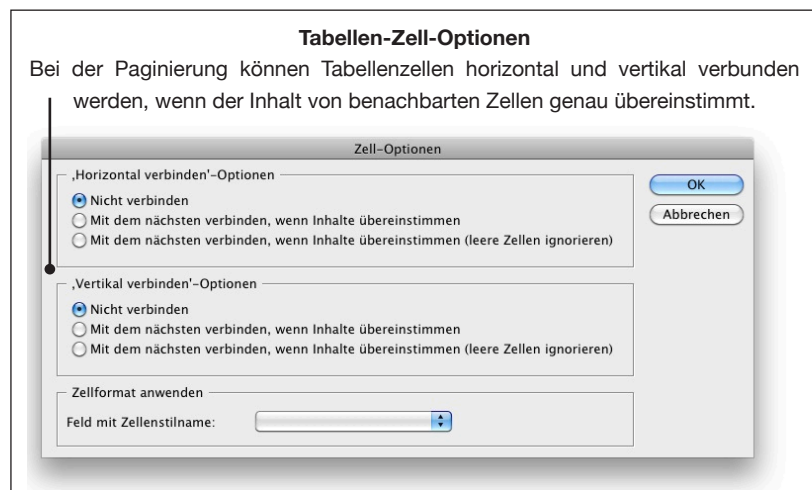 Tabellen-Zell-Optionen
Bei der Paginierung können Tabellenzellen horizontal und vertikal verbunden
werden, wenn der Inhalt von benachbarten Zellen genau übereinstimmt.
Zell-Optionen
‚Horizontal verbinden'-Optionen
Nicht verbinden
Mit dem nächsten verbinden, wenn Inhalte übereinstimmen
Mit dem nächsten verbinden, wenn Inhalte übereinstimmen (leere Zellen ignorieren)
OK
Abbrechen
‚Vertikal verbinden'-Optionen
Nicht verbinden
Mit dem nächsten verbinden, wenn Inhalte übereinstimmen
Mit dem nächsten verbinden, wenn Inhalte übereinstimmen (leere Zellen ignorieren)
Zellformat anwenden
Feld mit Zellenstilname: